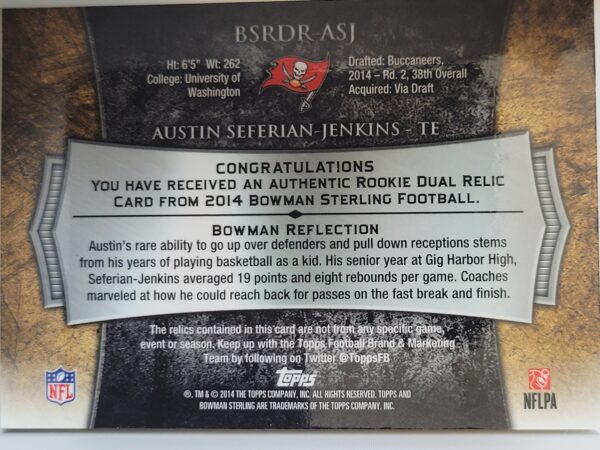 BSRDR-ASJ
Ht: 6'5" Wt: 262
College: University of
Washington
Drafted: Buccaneers,
2014 – Rd. 2, 38th Overall
Acquired: Via Draft
AUSTIN SEFERIAN-JENKINS - TE
CONGRATULATIONS
YOU HAVE RECEIVED AN AUTHENTIC ROOKIE DUAL RELIC
CARD FROM 2014 BOWMAN STERLING FOOTBALL.
BOWMAN REFLECTION
Austin's rare ability to go up over defenders and pull down receptions stems
from his years of playing basketball as a kid. His senior year at Gig Harbor High,
Seferian-Jenkins averaged 19 points and eight rebounds per game. Coaches
marveled at how he could reach back for passes on the fast break and finish.
The relics contained in this card are not from any specific game,
event or season. Keep up with the Topps Football Brand & Marketing
Team by following on Twitter @ToppsFB
topps
®, TM & © 2014 THE TOPPS COMPANY, INC. ALL RIGHTS RESERVED. TOPPS AND
BOWMAN STERLING ARE TRADEMARKS OF THE TOPPS COMPANY, INC.
NFL
NFLPA